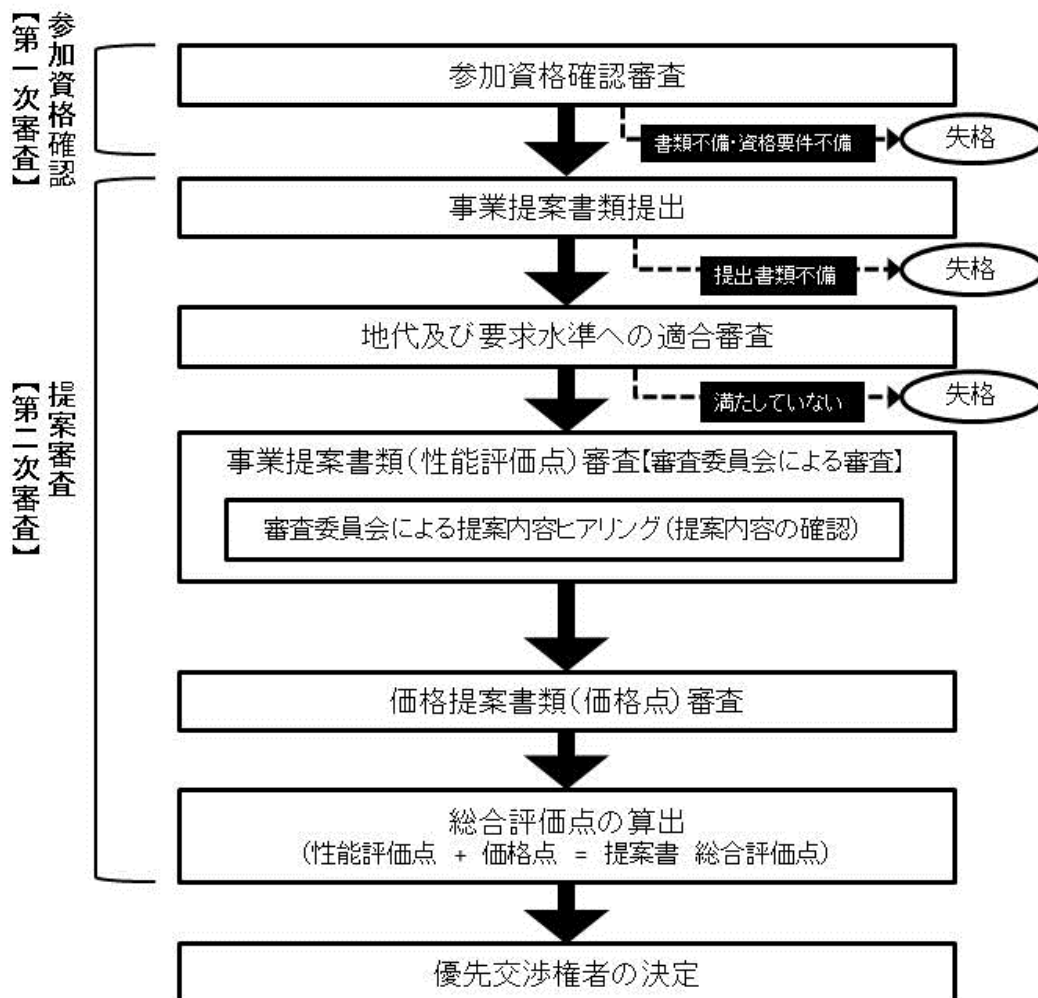 参加資格確認
【第一次審査】
参加資格確認審査
書類不備・資格要件不備
失格
事業提案書類提出
提出書類不備
失格
地代及び要求水準への適合審査
満たしていない
失格
提案審査
【第二次審査】
事業提案書類(性能評価点)審査【審査委員会による審査】
審査委員会による提案内容ヒアリング(提案内容の確認)
価格提案書類(価格点)審査
総合評価点の算出
(性能評価点 + 価格点 = 提案書 総合評価点)
優先交渉権者の決定